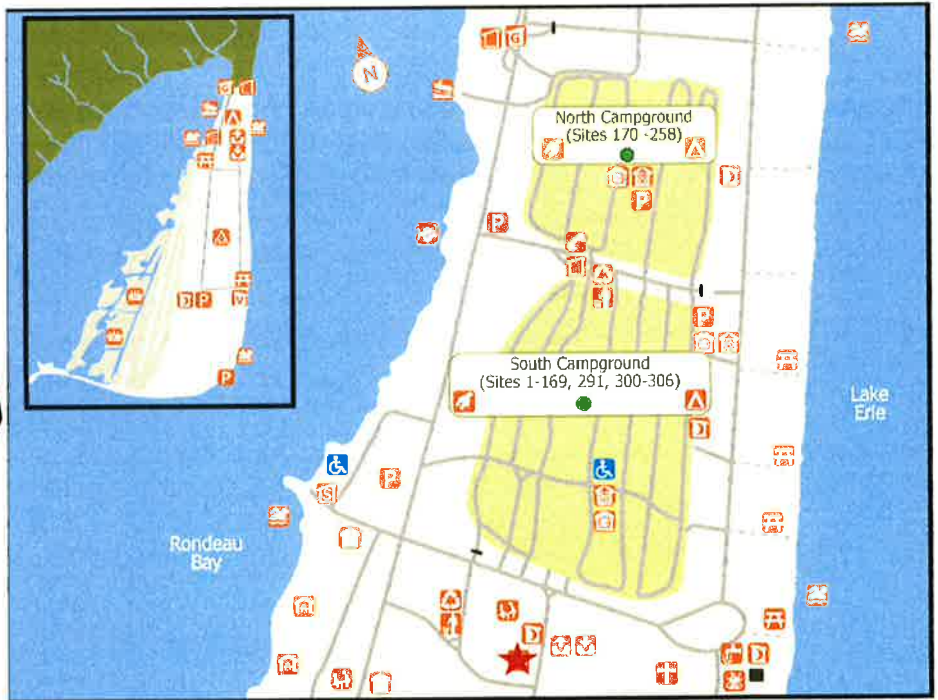 N
G
North Campground
(Sites 170 -258)
P
P
P
South Campground
(Sites 1-169, 291, 300-306)
Lake
Erie
P
S
Rondeau
Bay
G
P
P